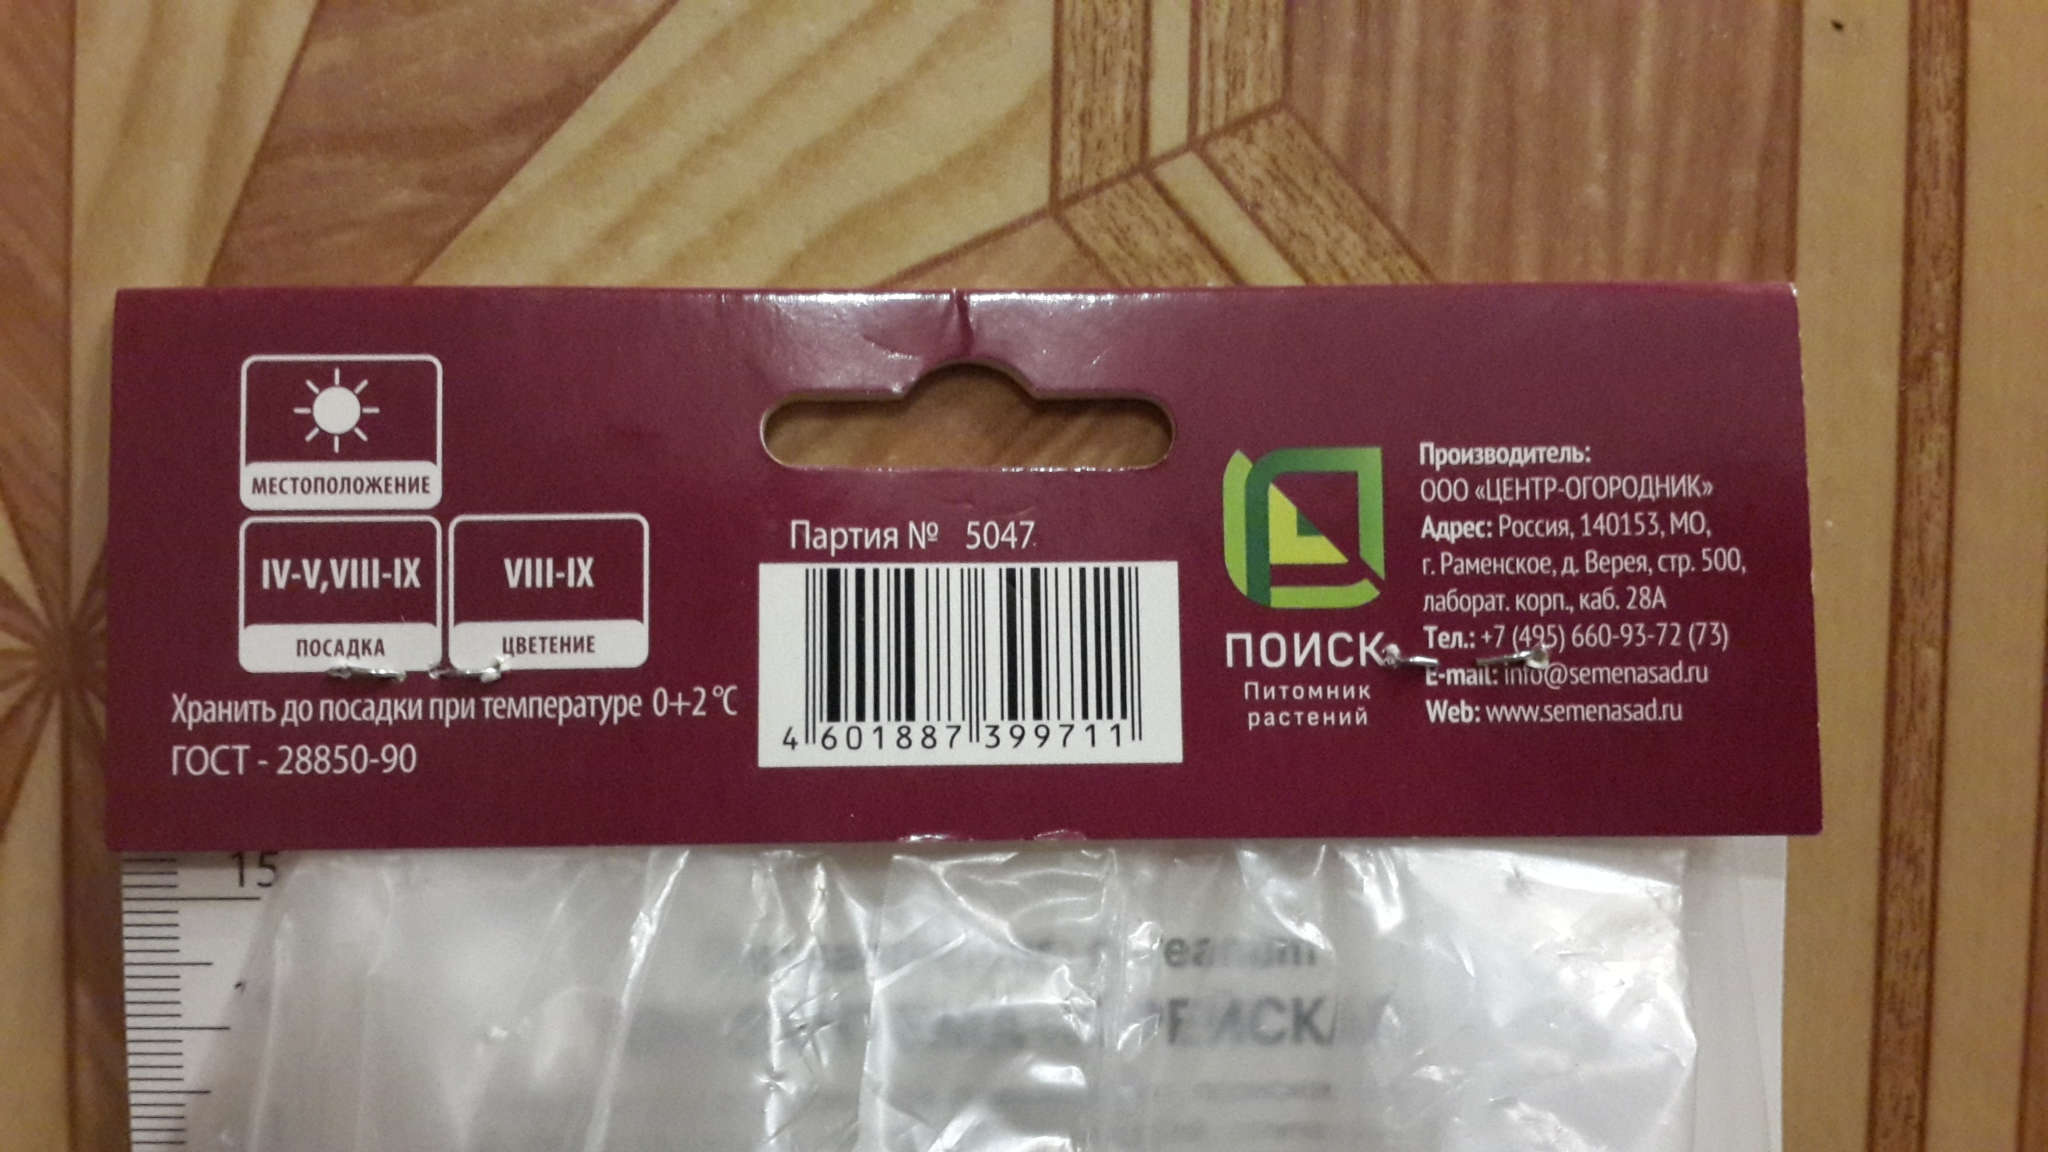 МЕСТОПОЛОЖЕНИЕ
IV-V,VIII-IX
ПОСАДКА
VIII-IX
ЦВЕТЕНИЕ
Хранить до посадки при температуре 0+2°С
ГОСТ - 28850-90
Партия № 5047
4 601887 399711
ПОИСК
Питомник
растений
Производитель:
ООО «ЦЕНТР-ОГОРОДНИК»
Адрес: Россия, 140153, МО,
г. Раменское, д. Верея, стр. 500,
лаборат. корп., каб. 28А
Тел.: +7 (495) 660-93-72 (73)
E-mail: info@semenasad.ru
Web: www.semenasad.ru
15